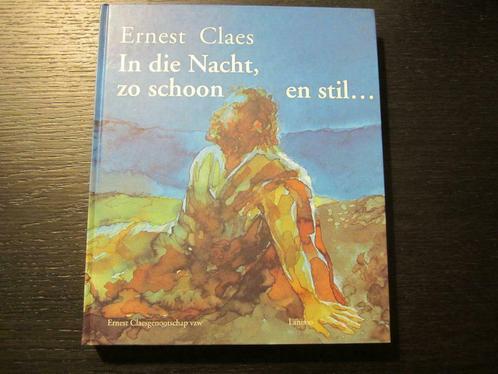 Ernest Claes
In die Nacht,
zo schoon en stil...
Ernest Claesgenootschap vzw Lannoo